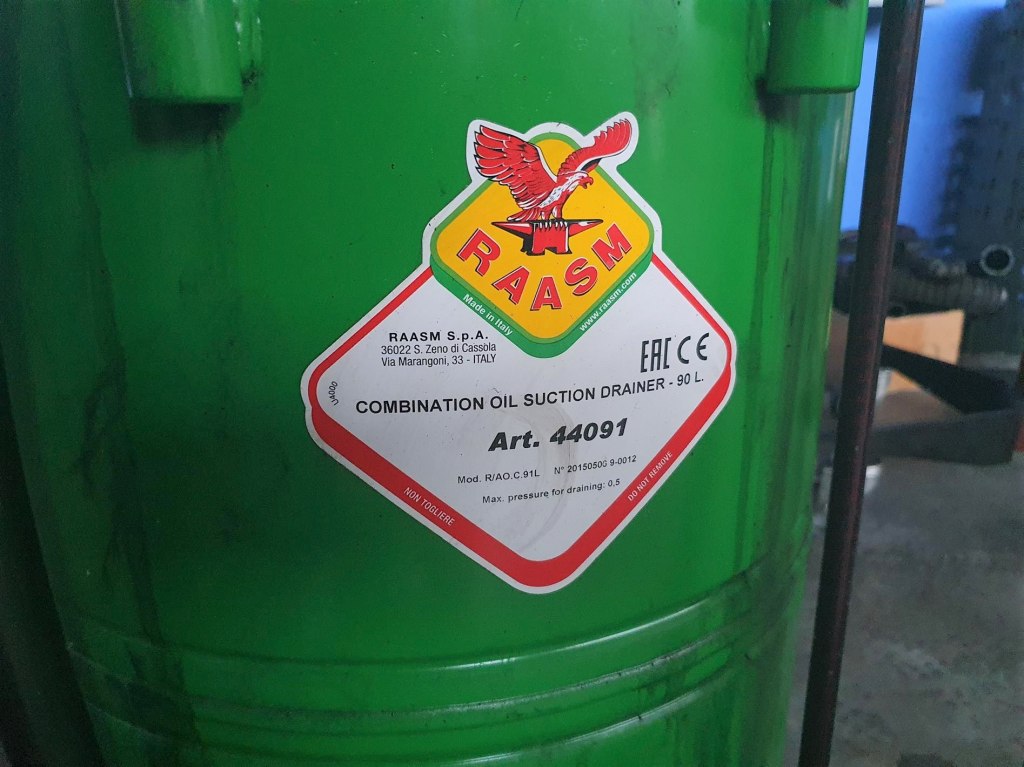 RAASM
Made in Italy
www.raasm.com
RAASM S.p.A.
36022 S. Zeno di Cassola
Via Marangoni, 33 - ITALY
EAC CE
U4000
COMBINATION OIL SUCTION DRAINER - 90 L.
Art. 44091
Mod. R/AO.C.91L N° 9-0012
Max. pressure for draining: 0,5
NON TOGLIERE
DO NOT REMOVE